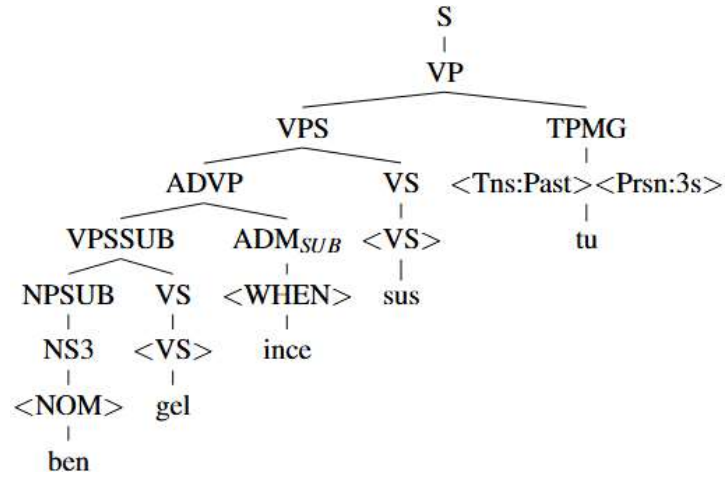 S
VP
VPS TPMG
ADVP VS <Tns:Past><Prsn:3s>
VPSSUB ADM_SUB <VS> tu
NPSUB VS <WHEN> sus
NS3 <VS> ince
<NOM> gel
ben